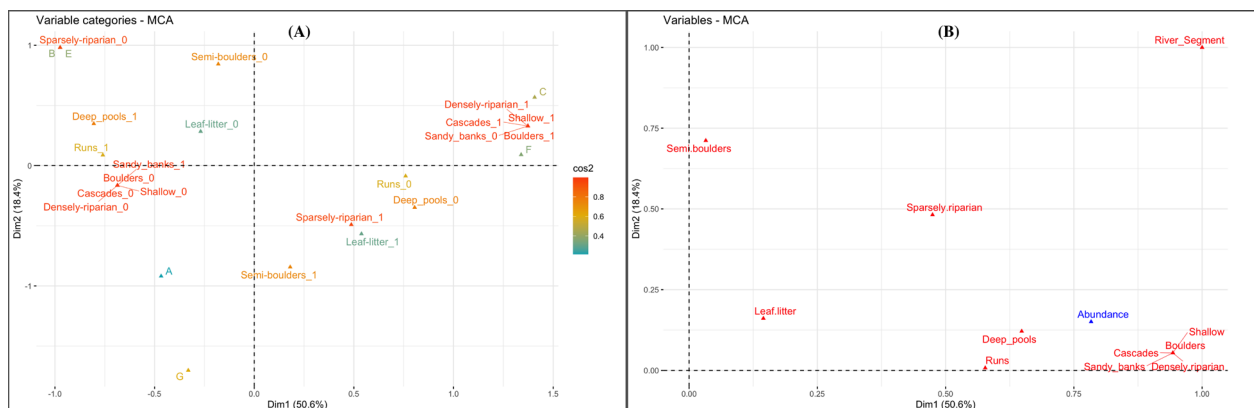 Variable categories - MCA
(A)
Sparsely-riparian_0
B E
Semi-boulders_0
C
Densely-riparian_1
Deep_pools_1
Shallow_1
Leaf-litter_0
Cascades_1
Sandy_banks_0 Boulders_1
Runs_1
F
Sandy-banks_1
Boulders_0
Runs_0
Cascades_0 Shallow_0
Deep_pools_0
Densely-riparian_0
Sparsely-riparian_1
Leaf-litter_1
A
Semi-boulders_1
G
1
0
-1
Dim2 (18.4%)
-1.0 -0.5 0.0 0.5 1.0 1.5
Dim1 (50.6%)
cos2
0.8
0.6
0.4
Variables - MCA
(B)
River_Segment
Semi.boulders
Sparsely.riparian
Leaf.litter
Abundance
Deep_pools
Shallow
Boulders
Cascades
Runs
Sandy_banks Densely.riparian
1.00
0.75
0.50
0.25
0.00
Dim2 (18.4%)
0.00 0.25 0.50 0.75 1.00
Dim1 (50.6%)